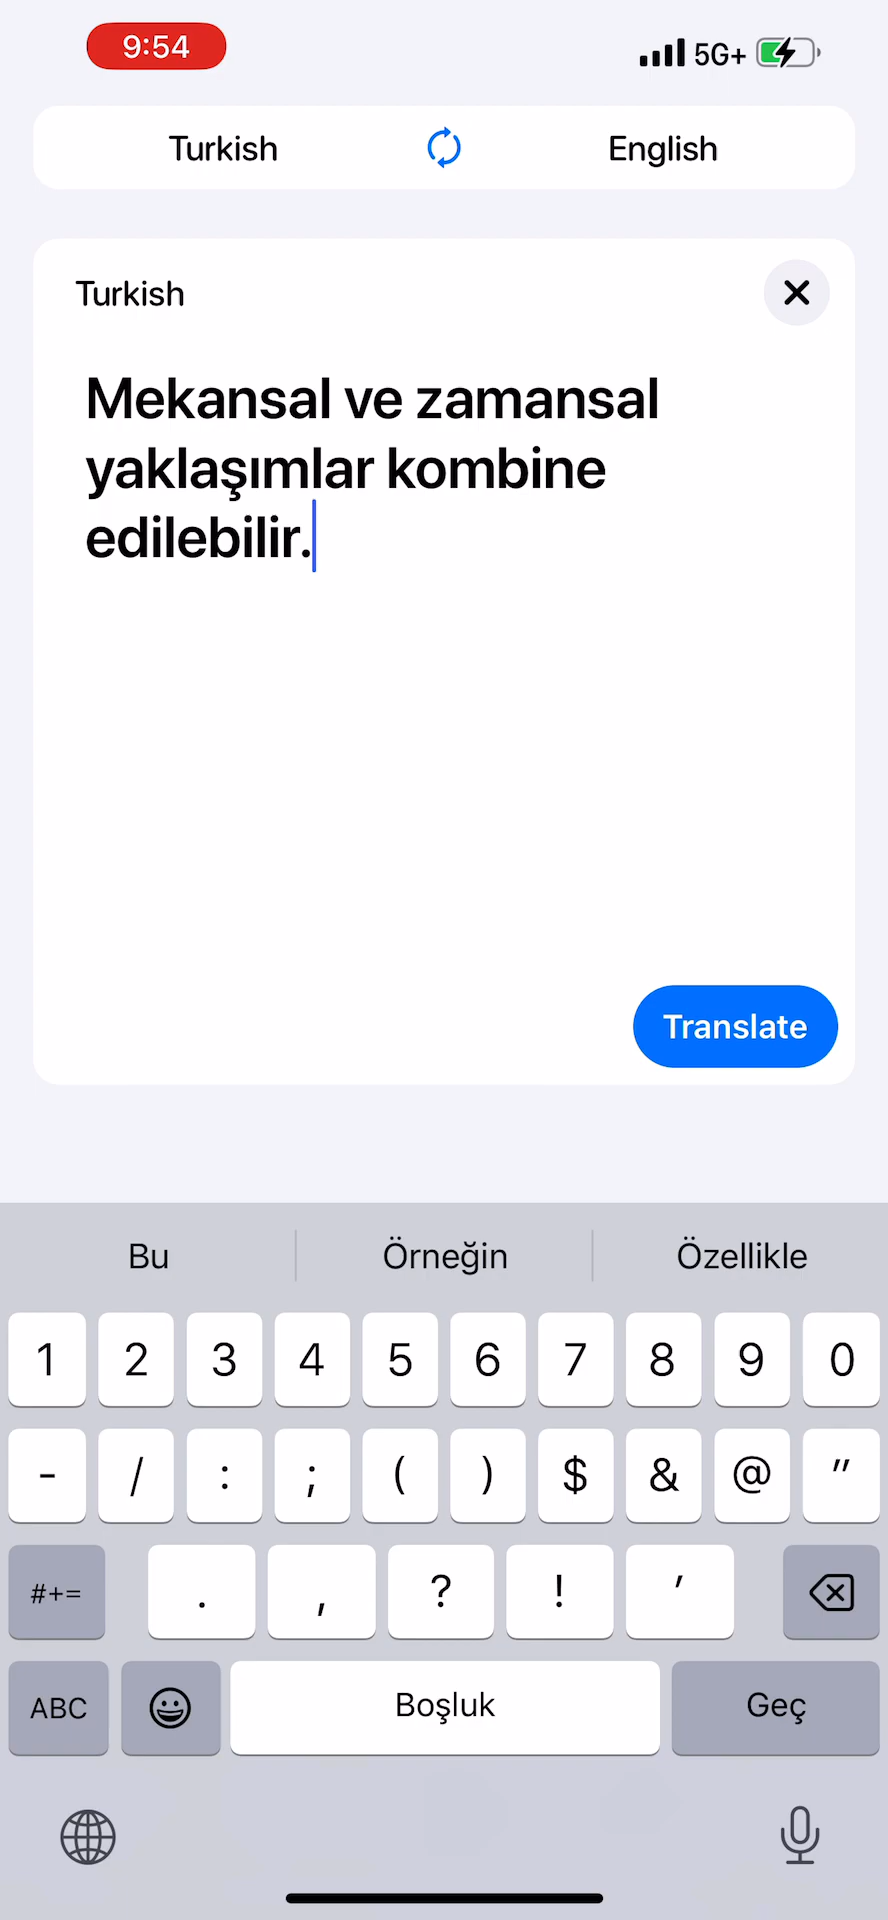 9:54 5G+
Turkish English
Turkish
Mekansal ve zamansal
yaklaşımlar kombine
edilebilir.
Translate
Bu Örneğin Özellikle
1 2 3 4 5 6 7 8 9 0
- / : ; ( ) $ & @ "
#+= . , ? ! '
ABC Boşluk Geç